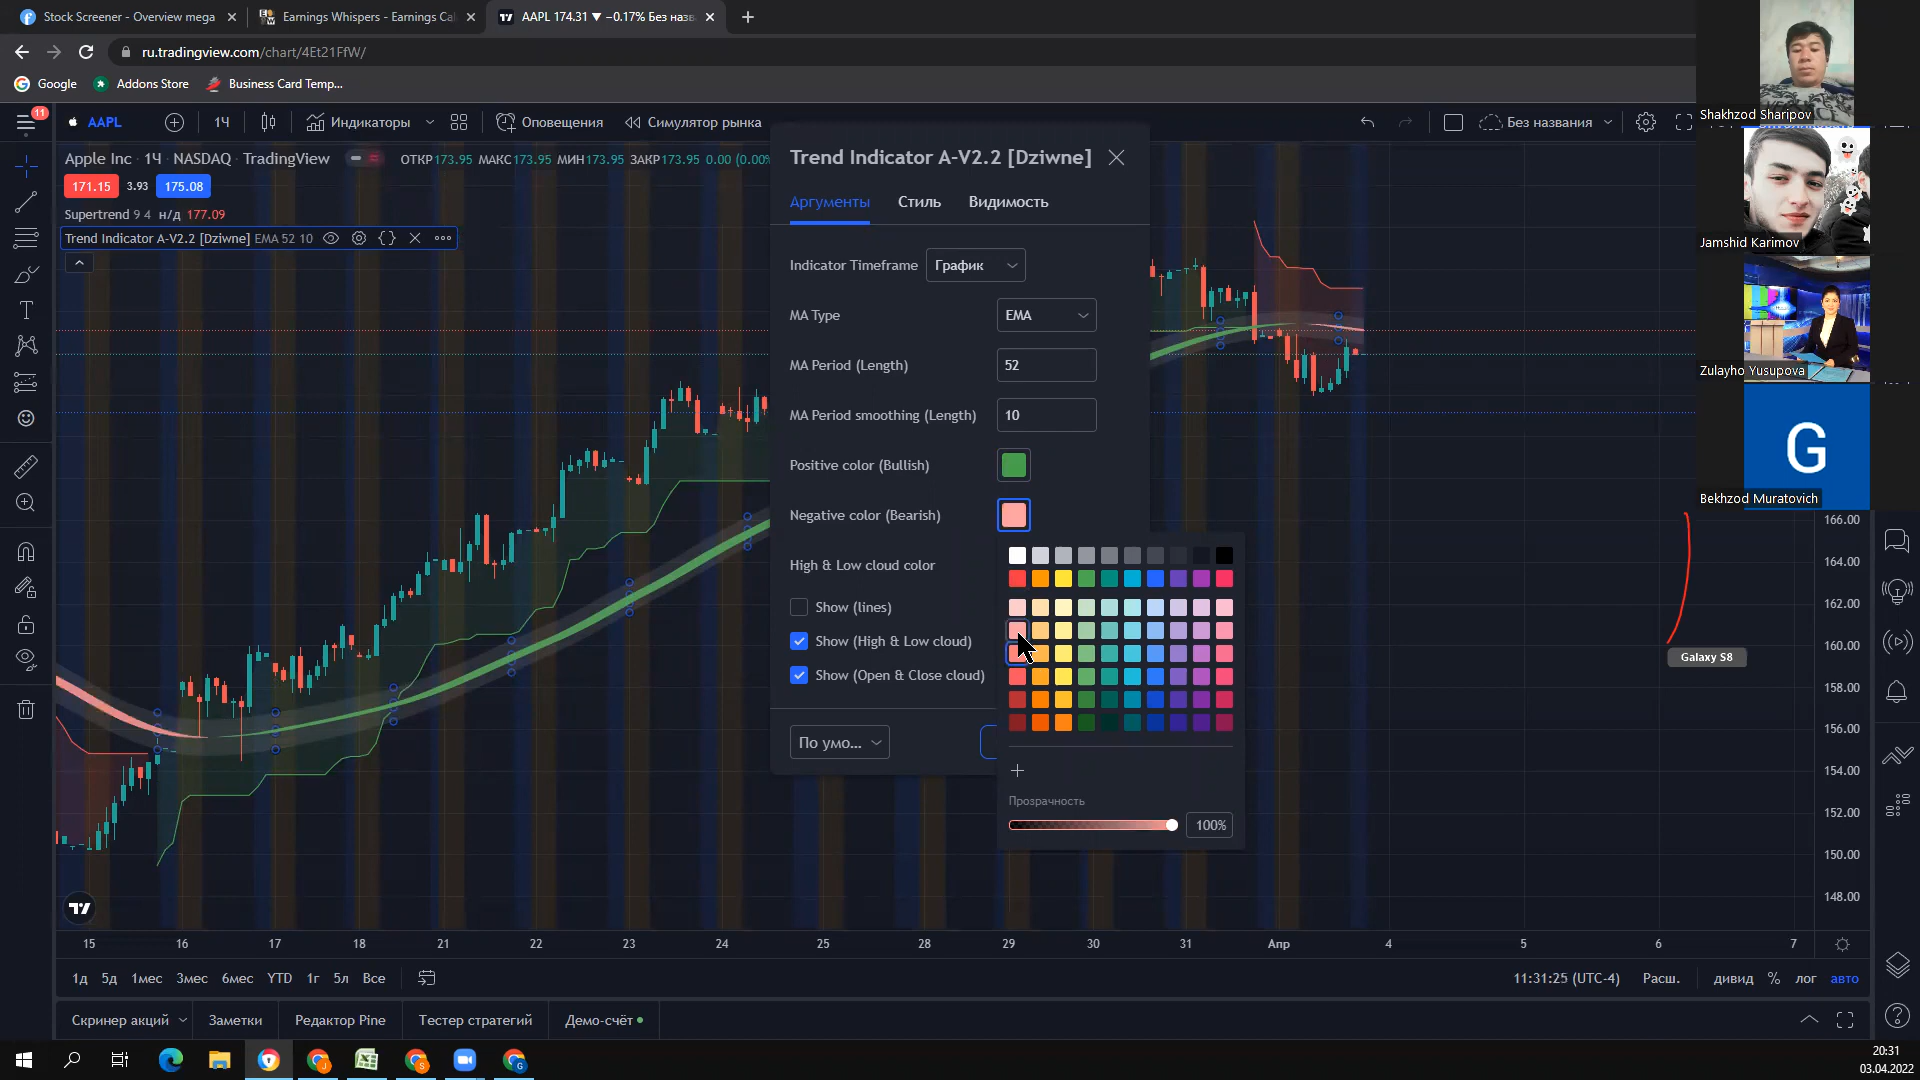 Stock Screener - Overview mega
Earnings Whispers - Earnings Cal
AAPL 174.31 ▼ −0.17% Без назв
ru.tradingview.com/chart/4Et21FfW/
Google
Addons Store
Business Card Temp...
11
AAPL
1Ч
Индикаторы
Оповещения
Симулятор рынка
Без названия
Apple Inc · 1Ч · NASDAQ · TradingView
ОТКР173.95 МАКС173.95 МИН173.95 ЗАКР173.95 0.00 (0.00%
171.15
3.93
175.08
Supertrend 9 4 н/д 177.09
Trend Indicator A-V2.2 [Dziwne] EMA 52 10
Trend Indicator A-V2.2 [Dziwne]
Аргументы
Стиль
Видимость
Indicator Timeframe
График
MA Type
EMA
MA Period (Length)
52
MA Period smoothing (Length)
10
Positive color (Bullish)
Negative color (Bearish)
High & Low cloud color
Show (lines)
Show (High & Low cloud)
Show (Open & Close cloud)
По умо...
Прозрачность
100%
Shakhzod Sharipov
Jamshid Karimov
Zulayho Yusupova
G
Bekhzod Muratovich
Galaxy S8
166.00
164.00
162.00
160.00
158.00
156.00
154.00
152.00
150.00
148.00
15
16
17
18
21
22
23
24
25
28
29
30
31
Апр
4
5
6
7
1д
5д
1мес
3мес
6мес
YTD
1г
5л
Все
11:31:25 (UTC-4)
Расш.
дивид
%
лог
авто
Скринер акций
Заметки
Редактор Pine
Тестер стратегий
Демо-счёт
20:31
03.04.2022